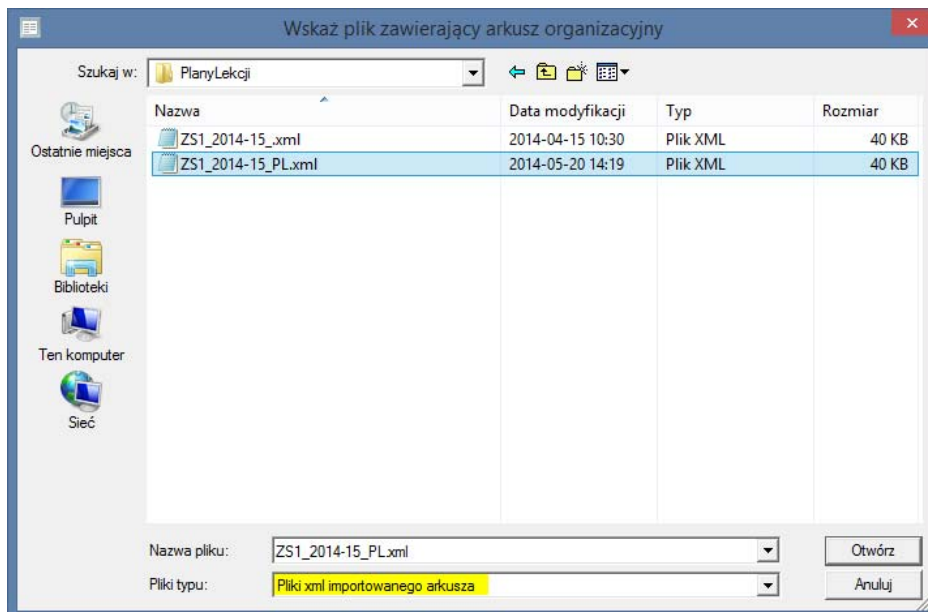 Wskaż plik zawierający arkusz organizacyjny
Szukaj w: PlanyLekcji
Nazwa Data modyfikacji Typ Rozmiar
ZS1_2014-15_.xml 2014-04-15 10:30 Plik XML 40 KB
ZS1_2014-15_PL.xml 2014-05-20 14:19 Plik XML 40 KB
Ostatnie miejsca
Pulpit
Biblioteki
Ten komputer
Sieć
Nazwa pliku: ZS1_2014-15_PL.xml Otwórz
Pliki typu: Pliki xml importowanego arkusza Anuluj